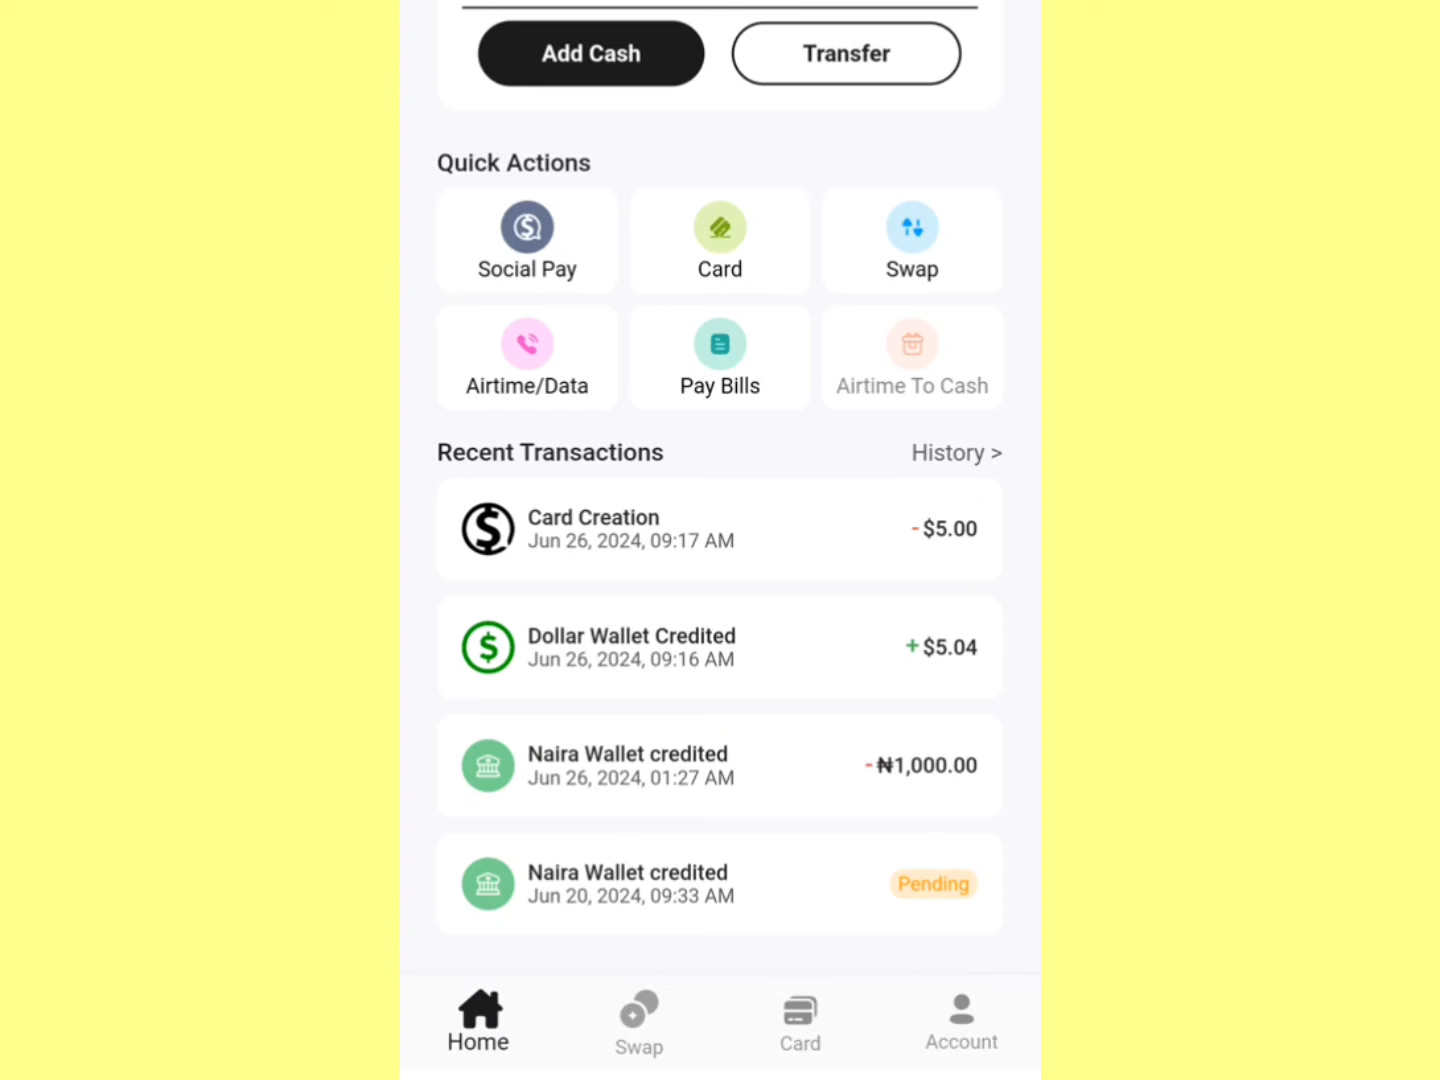 Add Cash Transfer
Quick Actions
Social Pay Card Swap
Airtime/Data Pay Bills Airtime To Cash
Recent Transactions History >
Card Creation
Jun 26, 2024, 09:17 AM
- $5.00
Dollar Wallet Credited
Jun 26, 2024, 09:16 AM
+ $5.04
Naira Wallet credited
Jun 26, 2024, 01:27 AM
- ₦1,000.00
Naira Wallet credited
Jun 20, 2024, 09:33 AM
Pending
Home Swap Card Account